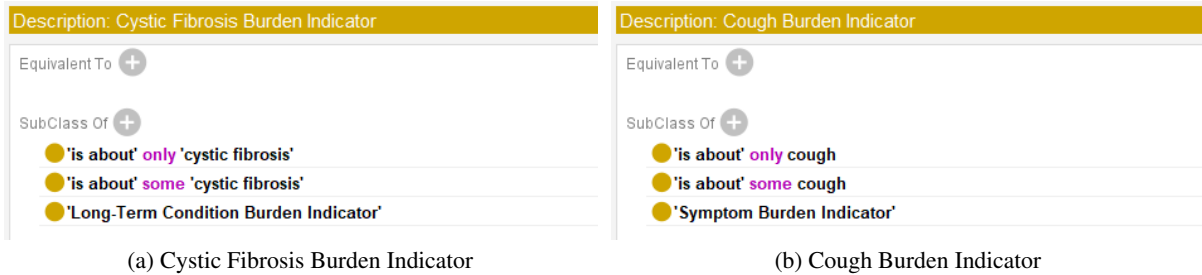 Description: Cystic Fibrosis Burden Indicator
Equivalent To
SubClass Of
'is about' only 'cystic fibrosis'
'is about' some 'cystic fibrosis'
'Long-Term Condition Burden Indicator'
(a) Cystic Fibrosis Burden Indicator
Description: Cough Burden Indicator
Equivalent To
SubClass Of
'is about' only cough
'is about' some cough
'Symptom Burden Indicator'
(b) Cough Burden Indicator